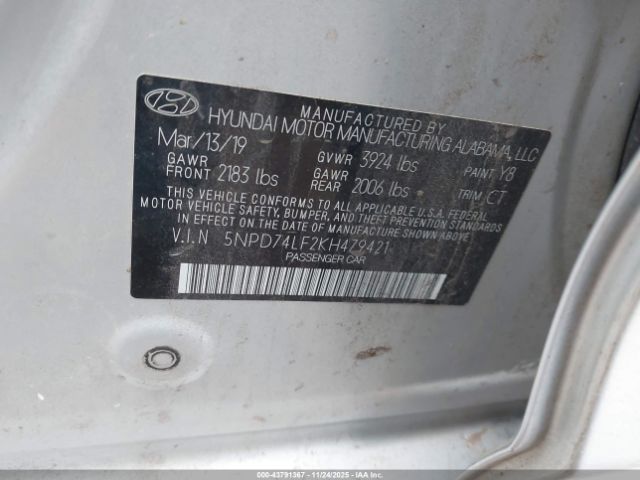 MANUFACTURED BY
HYUNDAI MOTOR MANUFACTURING ALABAMA, LLC
Mar/13/19 GVWR 3924 lbs PAINT Y8
GAWR FRONT 2183 lbs GAWR REAR 2006 lbs TRIM CT
THIS VEHICLE CONFORMS TO ALL APPLICABLE U.S. FEDERAL
MOTOR VEHICLE SAFETY, BUMPER, AND THEFT PREVENTION STANDARDS
IN EFFECT ON THE DATE OF MANUFACTURE SHOWN ABOVE.
V.I.N 5NPD74LF2KH479421
PASSENGER CAR
000-43791367 - 11/24/2025 - IAAI.COM